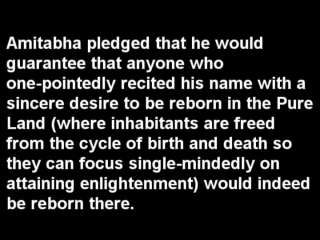 Amitabha pledged that he would
guarantee that anyone who
one-pointedly recited his name with a
sincere desire to be reborn in the Pure
Land (where inhabitants are freed
from the cycle of birth and death so
they can focus single-mindedly on
attaining enlightenment) would indeed
be reborn there.